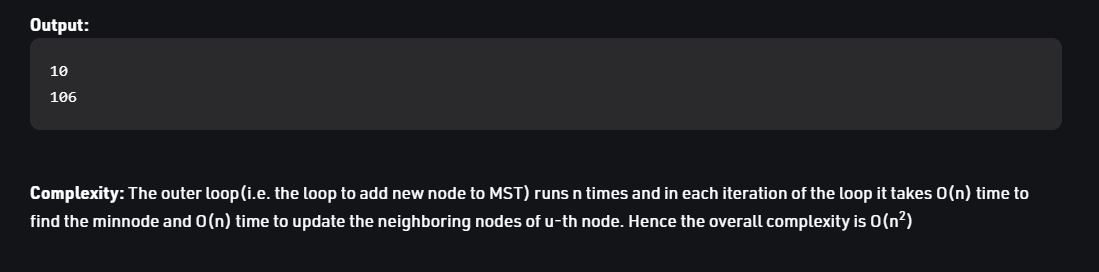 Output:
10
106
Complexity: The outer loop(i.e. the loop to add new node to MST) runs n times and in each iteration of the loop it takes O(n) time to
find the minnode and O(n) time to update the neighboring nodes of u-th node. Hence the overall complexity is O(n²)